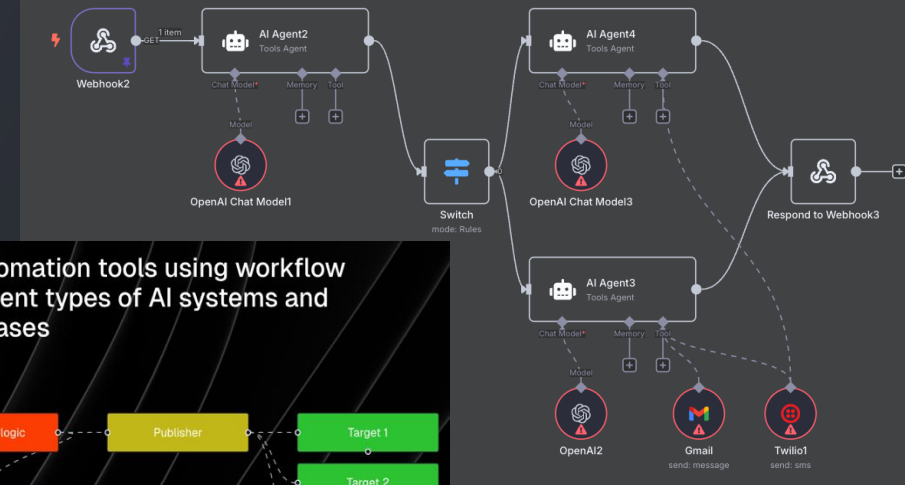 AI Agent2
Tools Agent
1 item
GET
Webhook2
Chat Model*
Memory
Tool
Model
OpenAI Chat Model1
Switch
mode: Rules
AI Agent4
Tools Agent
Chat Model*
Memory
Tool
Model
OpenAI Chat Model3
Respond to Webhook3
AI Agent3
Tools Agent
Chat Model*
Memory
Tool
Model
OpenAI2
Gmail
send: message
Twilio1
send: sms
omation tools using workflow
ent types of AI systems and
ases
logic
Publisher
Target 1
Target 2